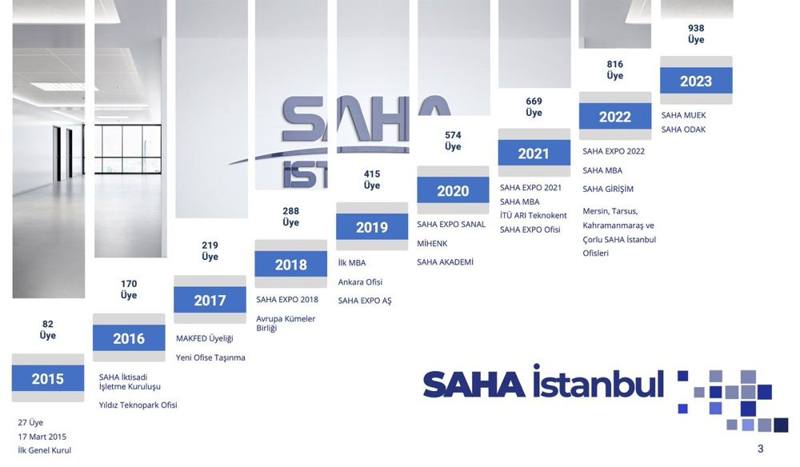 82
Üye
2015
27 Üye
17 Mart 2015
İlk Genel Kurul
170
Üye
2016
SAHA İktisadi
İşletme Kuruluşu
Yıldız Teknopark Ofisi
219
Üye
2017
MAKFED Üyeliği
Yeni Ofise Taşınma
288
Üye
2018
SAHA EXPO 2018
Avrupa Kümeler
Birliği
415
Üye
2019
İlk MBA
Ankara Ofisi
SAHA EXPO AŞ
574
Üye
2020
SAHA EXPO SANAL
MİHENK
SAHA AKADEMİ
669
Üye
2021
SAHA EXPO 2021
SAHA MBA
İTÜ ARI Teknokent
SAHA EXPO Ofisi
816
Üye
2022
SAHA EXPO 2022
SAHA MBA
SAHA GİRİŞİM
Mersin, Tarsus,
Kahramanmaraş ve
Çorlu SAHA İstanbul
Ofisleri
938
Üye
2023
SAHA MUEK
SAHA ODAK
SAHA
İST
SAHA İstanbul
3